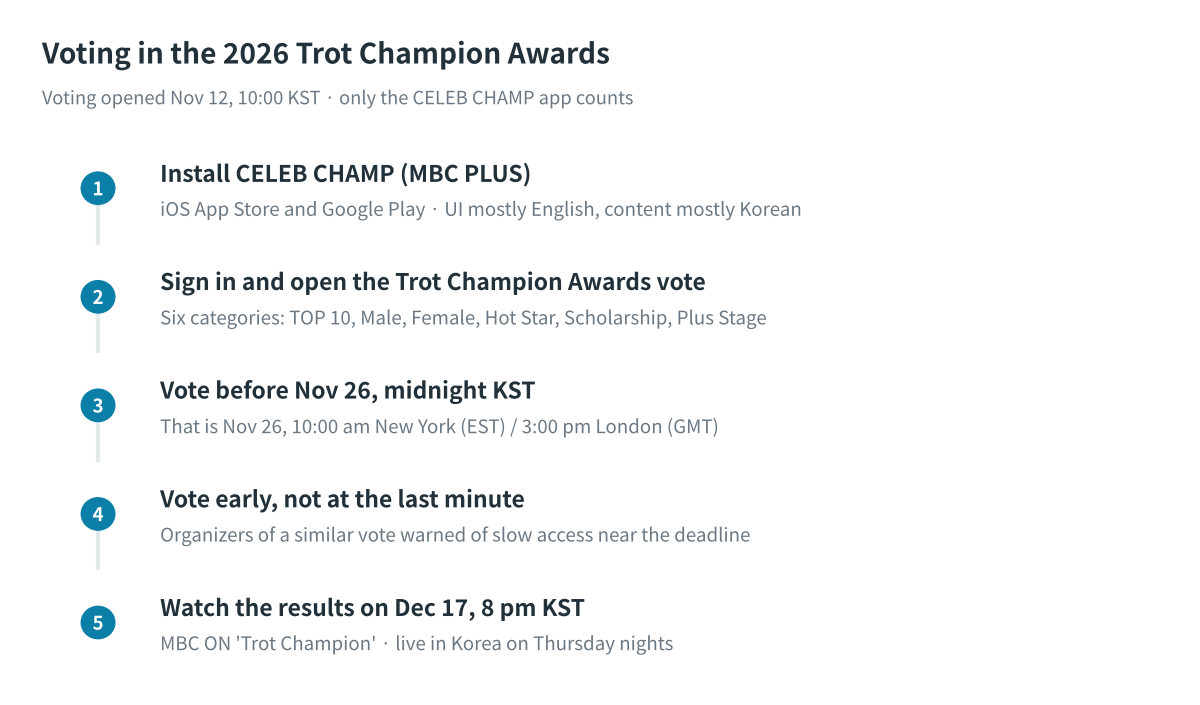 Voting in the 2026 Trot Champion Awards
Voting opened Nov 12, 10:00 KST · only the CELEB CHAMP app counts
1
Install CELEB CHAMP (MBC PLUS)
iOS App Store and Google Play · UI mostly English, content mostly Korean
2
Sign in and open the Trot Champion Awards vote
Six categories: TOP 10, Male, Female, Hot Star, Scholarship, Plus Stage
3
Vote before Nov 26, midnight KST
That is Nov 26, 10:00 am New York (EST) / 3:00 pm London (GMT)
4
Vote early, not at the last minute
Organizers of a similar vote warned of slow access near the deadline
5
Watch the results on Dec 17, 8 pm KST
MBC ON 'Trot Champion' · live in Korea on Thursday nights